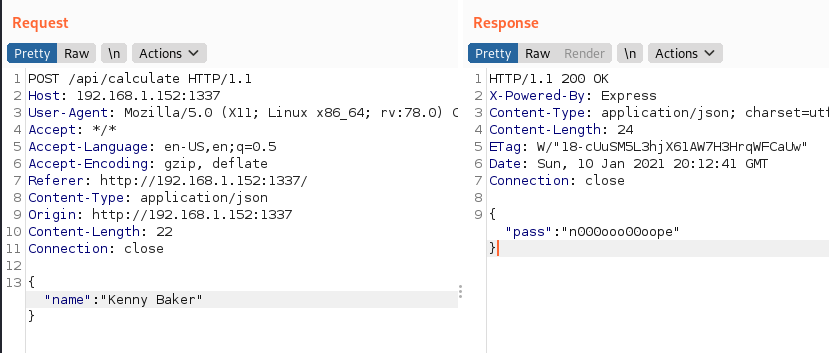 Request
Pretty Raw \n Actions
1 POST /api/calculate HTTP/1.1
2 Host: 192.168.1.152:1337
3 User-Agent: Mozilla/5.0 (X11; Linux x86_64; rv:78.0) G
4 Accept: */*
5 Accept-Language: en-US,en;q=0.5
6 Accept-Encoding: gzip, deflate
7 Referer: http://192.168.1.152:1337/
8 Content-Type: application/json
9 Origin: http://192.168.1.152:1337
10 Content-Length: 22
11 Connection: close
12
13 {
"name":"Kenny Baker"
}
Response
Pretty Raw Render \n Actions
1 HTTP/1.1 200 OK
2 X-Powered-By: Express
3 Content-Type: application/json; charset=utf
4 Content-Length: 24
5 ETag: W/"18-cUuSM5L3hjX61AW7H3HrqWFCaUw"
6 Date: Sun, 10 Jan 2021 20:12:41 GMT
7 Connection: close
8
9 {
"pass":"n000ooo00oope"
}